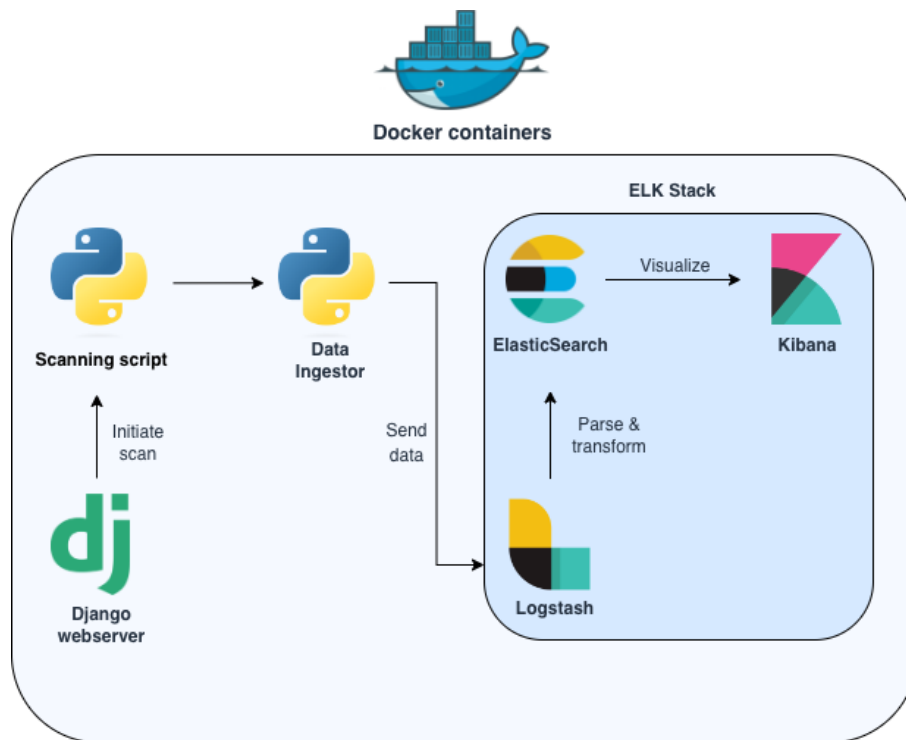 Docker containers
ELK Stack
Scanning script
Data
Ingestor
ElasticSearch
Visualize
Kibana
Initiate
scan
Send
data
Parse &
transform
dj
Django
webserver
Logstash